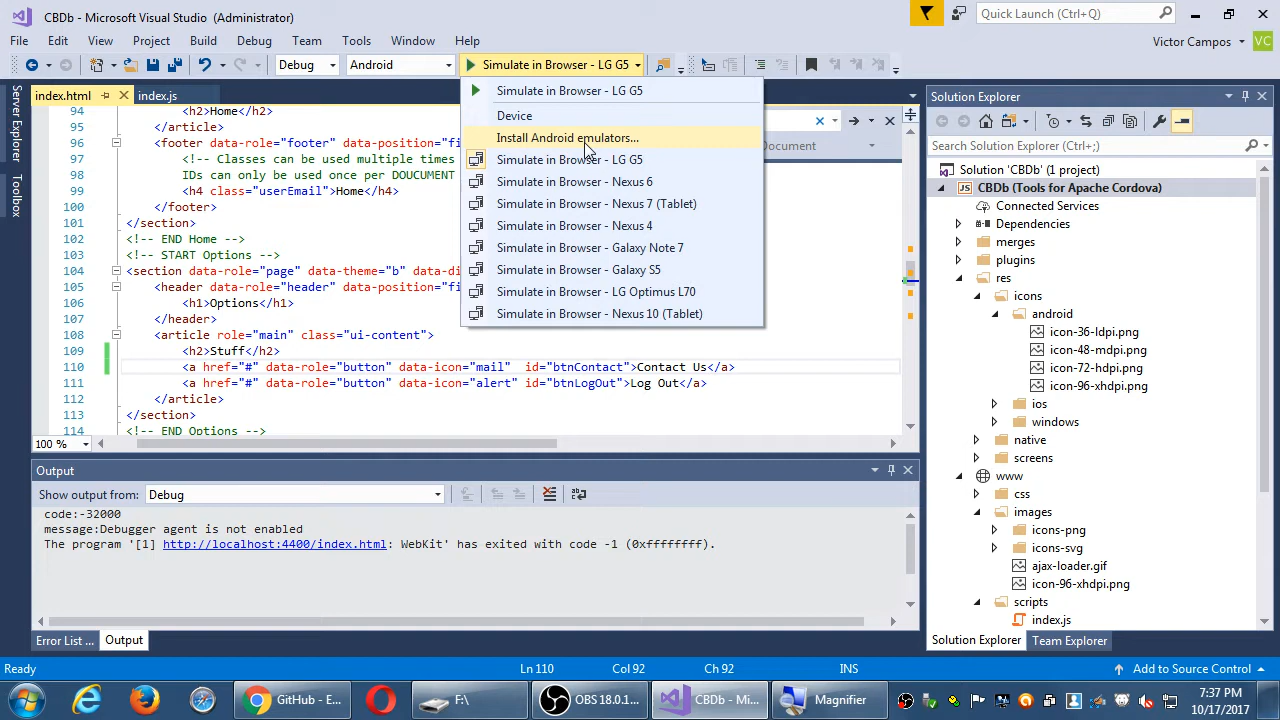 CBDb - Microsoft Visual Studio (Administrator)
Quick Launch (Ctrl+Q)
File Edit View Project Build Debug Team Tools Window Help
Victor Campos VC
Debug Android Simulate in Browser - LG G5
Server Explorer
Toolbox
index.html index.js
Simulate in Browser - LG G5
Device
Install Android emulators...
Simulate in Browser - LG G5
Simulate in Browser - Nexus 6
Simulate in Browser - Nexus 7 (Tablet)
Simulate in Browser - Nexus 4
Simulate in Browser - Galaxy Note 7
Simulate in Browser - Galaxy S5
Simulate in Browser - LG Optimus L70
Simulate in Browser - Nexus 10 (Tablet)
Document
94 <h2>Home</h2>
95 </article>
96 <footer data-role="footer" data-position="fi
97 <!-- Classes can be used multiple times
98 IDs can only be used once per DOUCUMENT
99 <h4 class="userEmail">Home</h4>
100 </footer>
101 </section>
102 <!-- END Home -->
103 <!-- START Options -->
104 <section data-role="page" data-theme="b" data-di
105 <header data-role="header" data-position="fi
106 <h1>Options</h1>
107 </header>
108 <article role="main" class="ui-content">
109 <h2>Stuff</h2>
110 <a href="#" data-role="button" data-icon="mail" id="btnContact">Contact Us</a>
111 <a href="#" data-role="button" data-icon="alert" id="btnLogOut">Log Out</a>
112 </article>
113 </section>
114 <!-- END Options -->
100 %
Output
Show output from: Debug
code:-32000
message:Debugger agent is not enabled
The program '[1] http://localhost:4400/index.html: WebKit' has exited with code -1 (0xffffffff).
Error List ... Output
Solution Explorer
Search Solution Explorer (Ctrl+;)
Solution 'CBDb' (1 project)
CBDb (Tools for Apache Cordova)
Connected Services
Dependencies
merges
plugins
res
icons
android
icon-36-ldpi.png
icon-48-mdpi.png
icon-72-hdpi.png
icon-96-xhdpi.png
ios
windows
native
screens
www
css
images
icons-png
icons-svg
ajax-loader.gif
icon-96-xhdpi.png
scripts
index.js
Solution Explorer Team Explorer
Ready Ln 110 Col 92 Ch 92 INS Add to Source Control
GitHub - E... F:\ OBS 18.0.1... CBDb - Mi... Magnifier
7:37 PM
10/17/2017